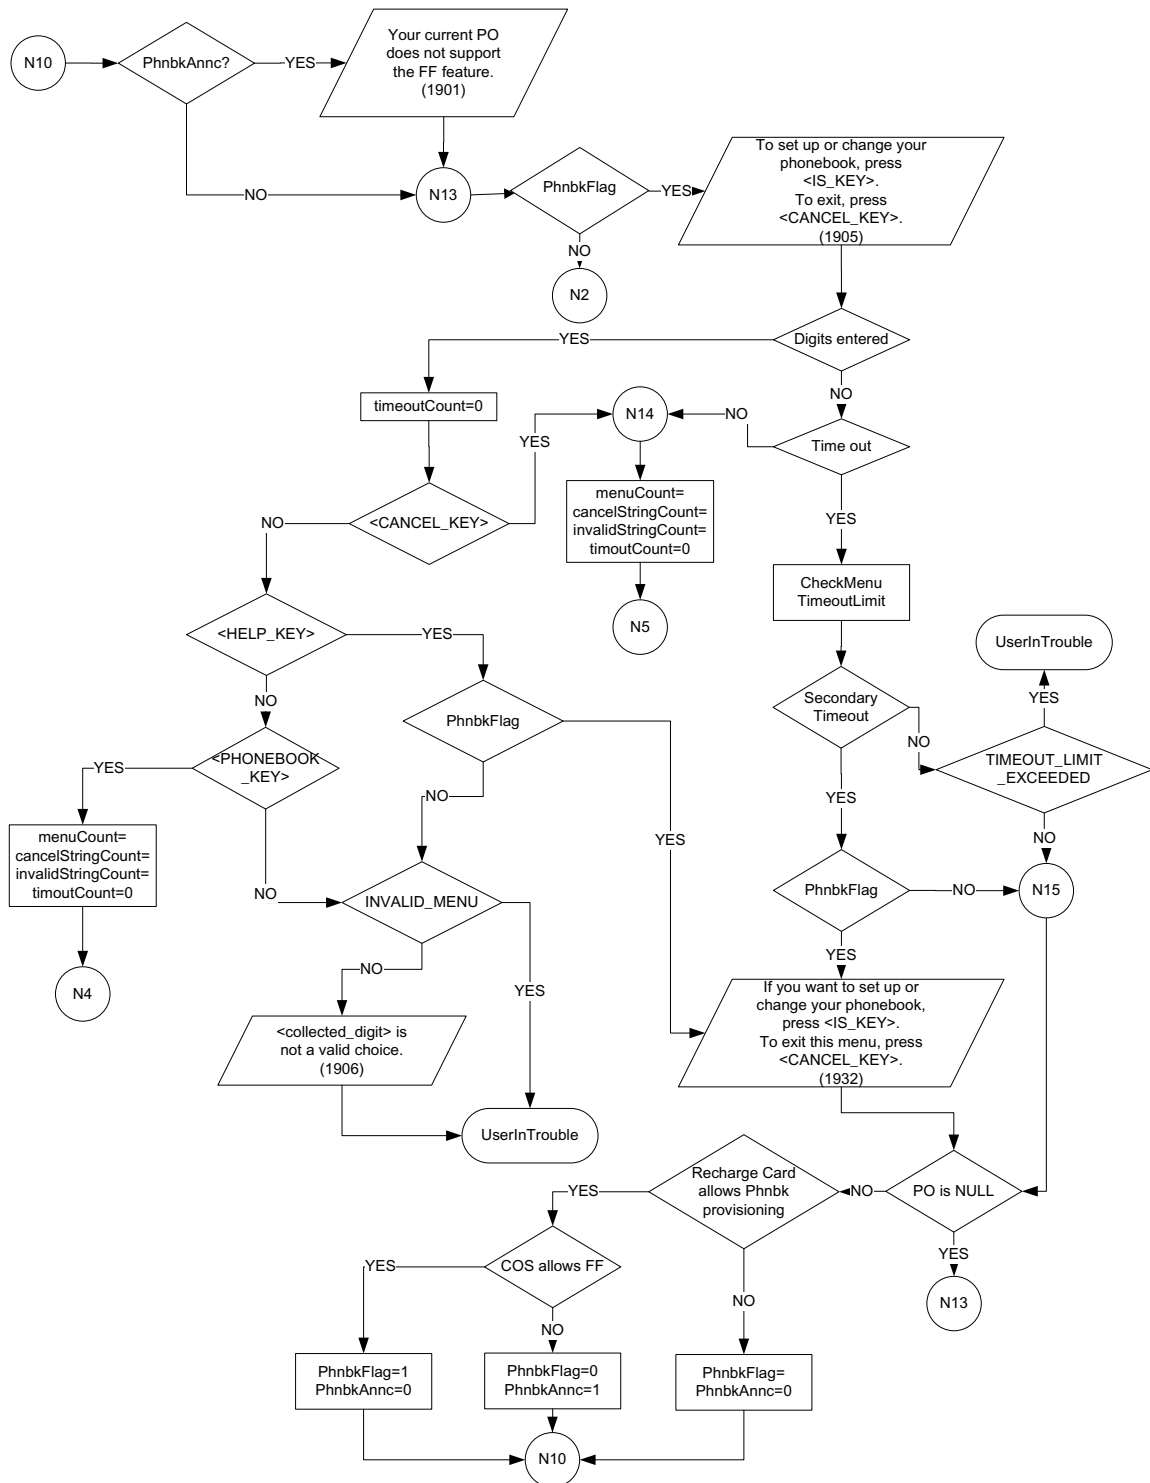 N10
PhnbkAnnc?
YES
Your current PO
does not support
the FF feature.
(1901)
NO
N13
PhnbkFlag
YES
To set up or change your
phonebook, press
<IS_KEY>.
To exit, press
<CANCEL_KEY>.
(1905)
NO
N2
Digits entered
YES
NO
timeoutCount=0
N14
NO
Time out
YES
<CANCEL_KEY>
YES
NO
menuCount=
cancelStringCount=
invalidStringCount=
timoutCount=0
N5
CheckMenu
TimeoutLimit
<HELP_KEY>
YES
NO
UserInTrouble
YES
Secondary
Timeout
NO
TIMEOUT_LIMIT
_EXCEEDED
NO
YES
PhnbkFlag
NO
YES
<PHONEBOOK
_KEY>
YES
NO
menuCount=
cancelStringCount=
invalidStringCount=
timoutCount=0
N4
INVALID_MENU
NO
YES
PhnbkFlag
NO
N15
YES
<collected_digit> is
not a valid choice.
(1906)
UserInTrouble
If you want to set up or
change your phonebook,
press <IS_KEY>.
To exit this menu, press
<CANCEL_KEY>.
(1932)
PO is NULL
NO
YES
N13
Recharge Card
allows Phnbk
provisioning
YES
NO
COS allows FF
YES
NO
PhnbkFlag=1
PhnbkAnnc=0
PhnbkFlag=0
PhnbkAnnc=1
PhnbkFlag=
PhnbkAnnc=0
N10